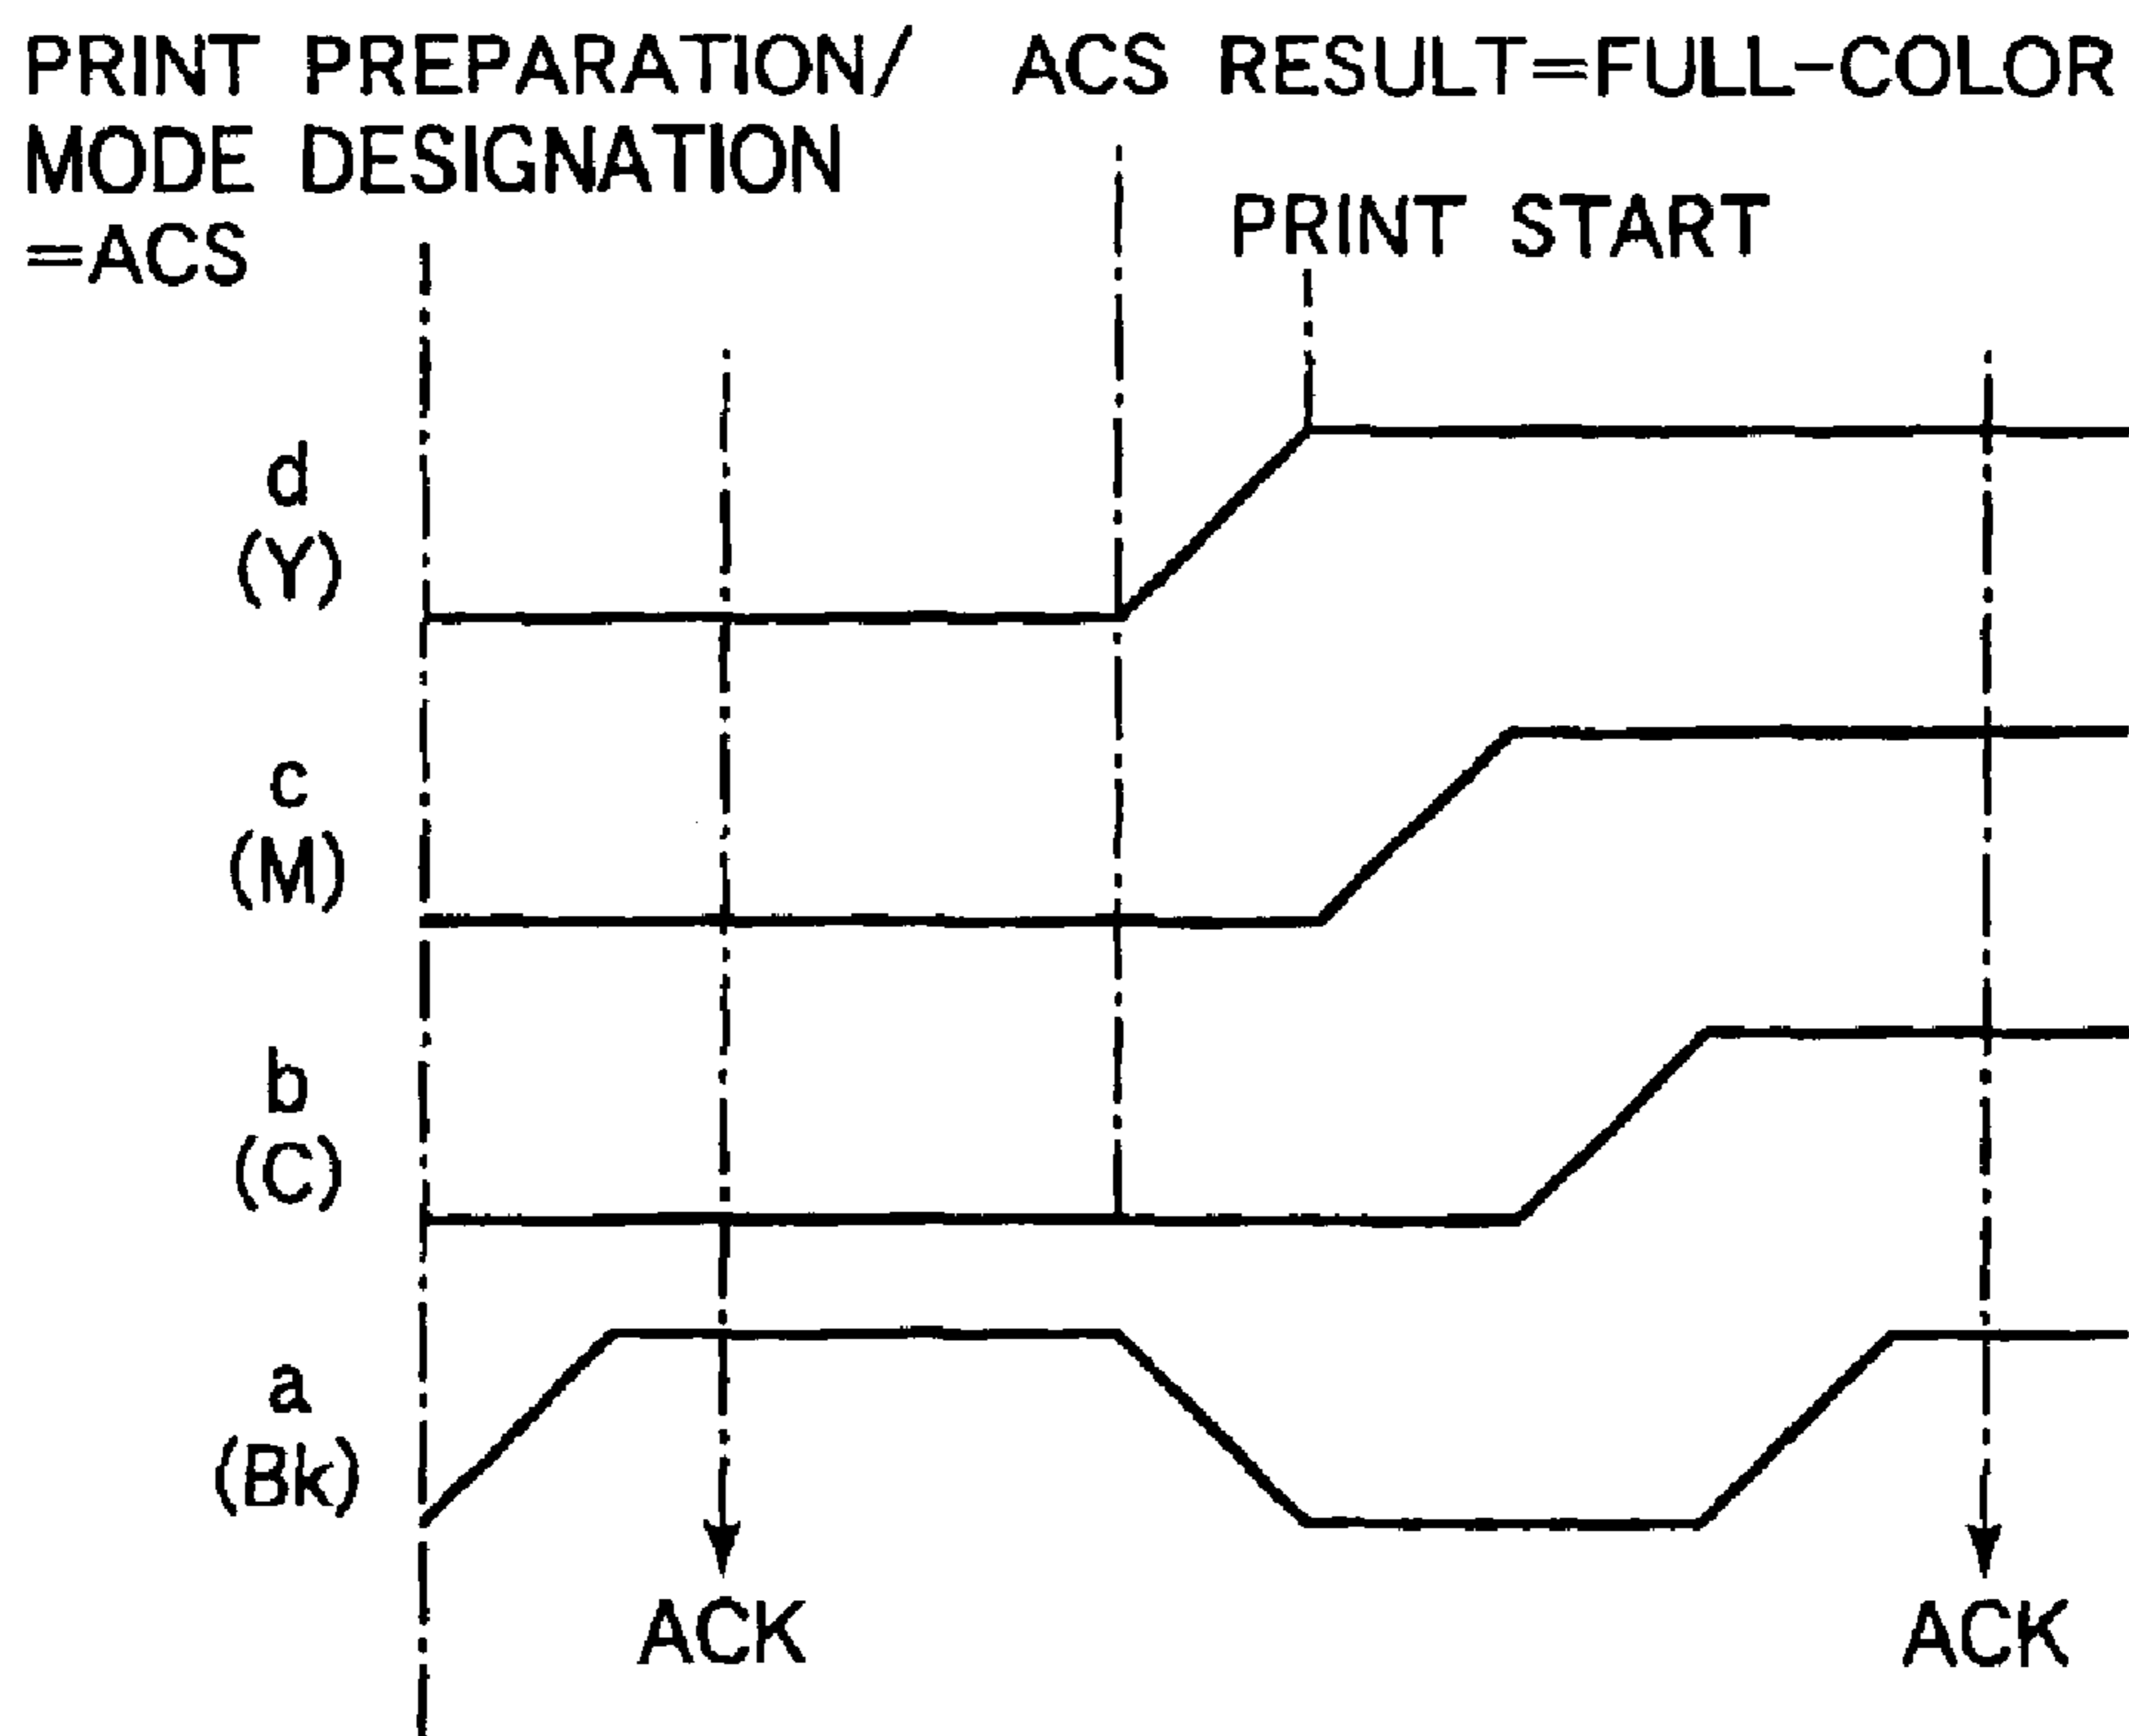 PRINT PREPARATION/
MODE DESIGNATION
=ACS
ACS RESULT=FULL-COLOR
PRINT START
d
(Y)
c
(M)
b
(C)
a
(Bk)
ACK
ACK